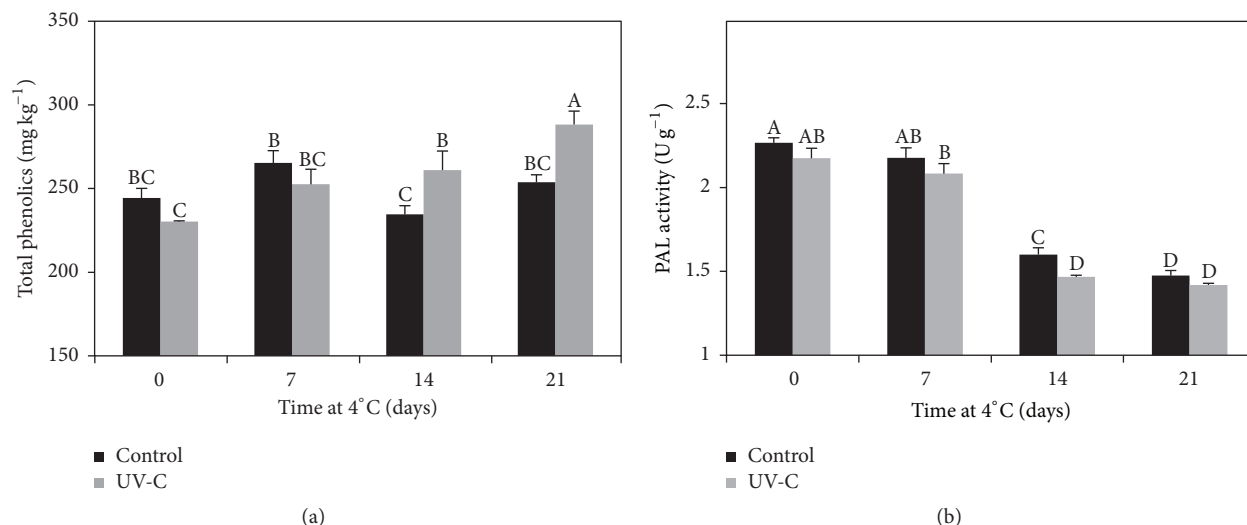 350
300
250
200
150
Total phenolics (mg kg⁻¹)
BC
C
B
BC
C
B
BC
A
0 7 14 21
Time at 4°C (days)
Control
UV-C
(a)
2.5
2
1.5
1
PAL activity (U g⁻¹)
A
AB
AB
B
C
D
D
D
0 7 14 21
Time at 4°C (days)
Control
UV-C
(b)